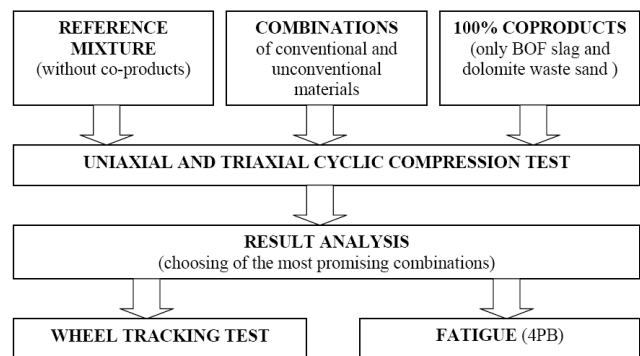 REFERENCE
MIXTURE
(without co-products)
COMBINATIONS
of conventional and
unconventional
materials
100% COPRODUCTS
(only BOF slag and
dolomite waste sand )
UNIAXIAL AND TRIAXIAL CYCLIC COMPRESSION TEST
RESULT ANALYSIS
(choosing of the most promising combinations)
WHEEL TRACKING TEST
FATIGUE (4PB)